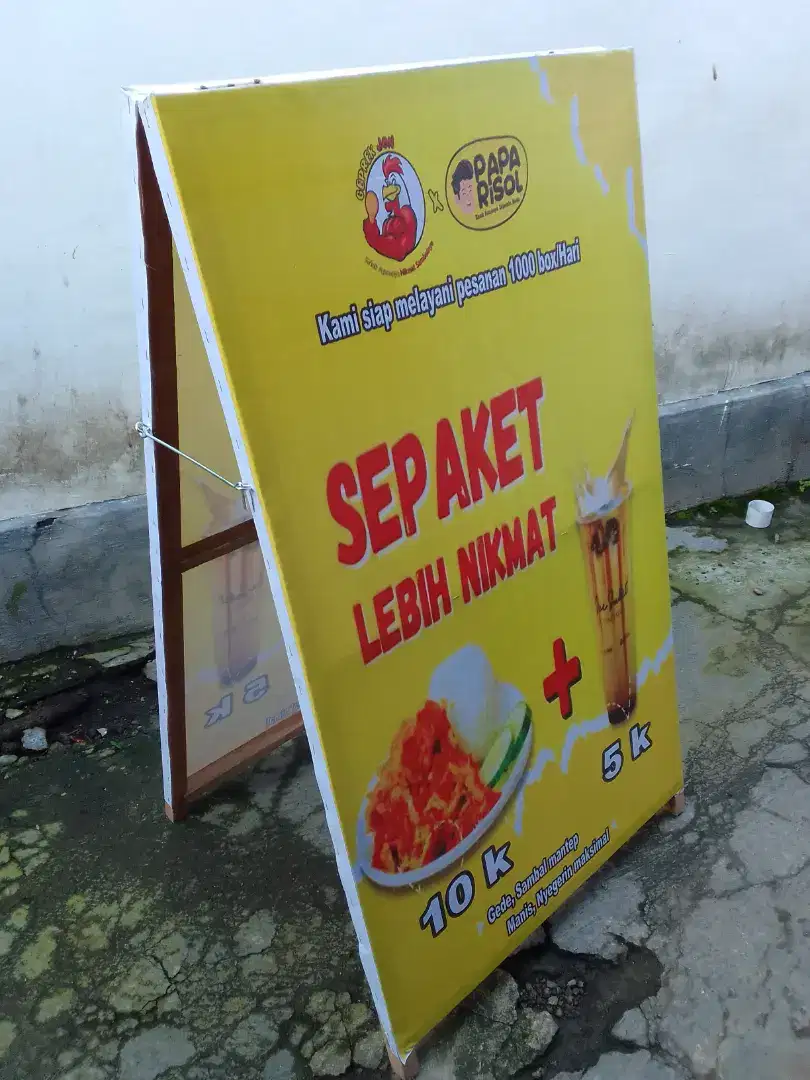 GEPREK JON
X
PAPA
RISOL
Kami siap melayani pesanan 1000 box/Hari
SEPAKET
LEBIH NIKMAT
+
5 k
10 k
Gede, Sambal mantep
Manis, Nyegerin maksimal
5 k